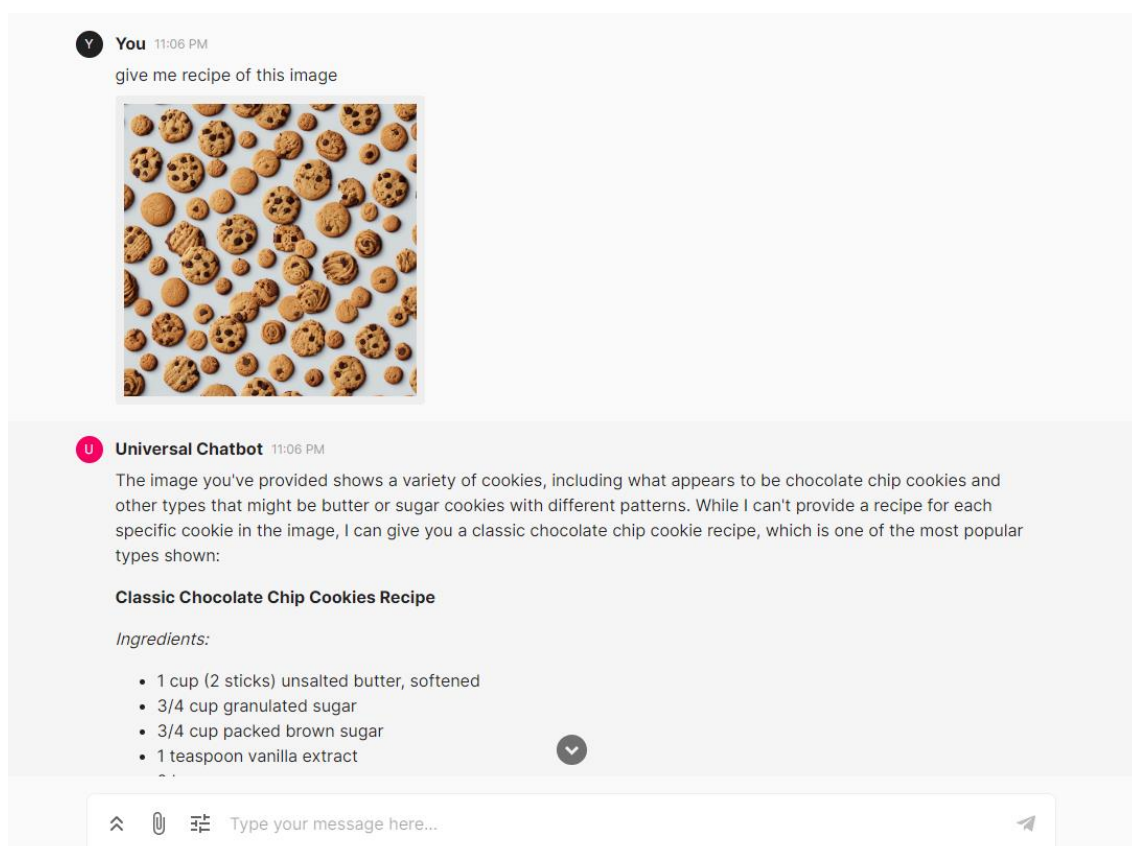 Y You 11:06 PM
give me recipe of this image
U Universal Chatbot 11:06 PM
The image you've provided shows a variety of cookies, including what appears to be chocolate chip cookies and
other types that might be butter or sugar cookies with different patterns. While I can't provide a recipe for each
specific cookie in the image, I can give you a classic chocolate chip cookie recipe, which is one of the most popular
types shown:
Classic Chocolate Chip Cookies Recipe
Ingredients:
• 1 cup (2 sticks) unsalted butter, softened
• 3/4 cup granulated sugar
• 3/4 cup packed brown sugar
• 1 teaspoon vanilla extract
Type your message here...